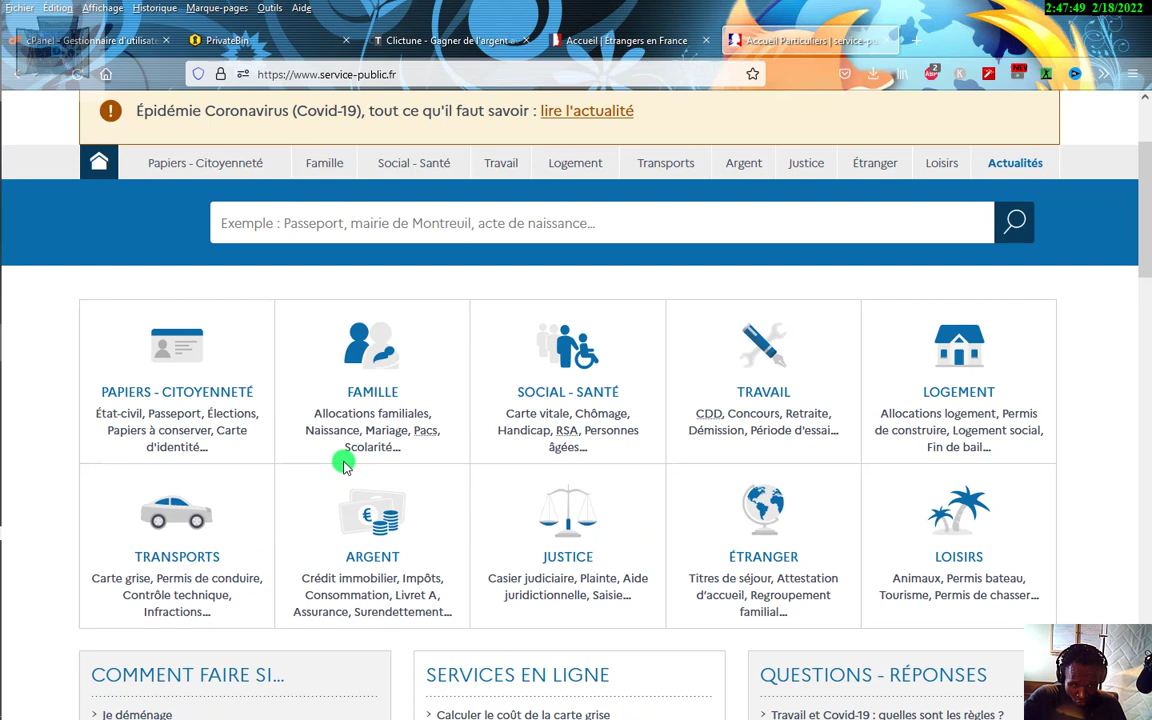 Fichier Édition Affichage Historique Marque-pages Outils Aide
2:47:49 2/18/2022
cPanel - Gestionnaire d'utilisate
PrivateBin
Clictune - Gagner de l'argent
Accueil | Étrangers en France
Accueil Particuliers | service-pu
https://www.service-public.fr
Épidémie Coronavirus (Covid-19), tout ce qu'il faut savoir : lire l'actualité
Papiers - Citoyenneté Famille Social - Santé Travail Logement Transports Argent Justice Étranger Loisirs Actualités
Exemple : Passeport, mairie de Montreuil, acte de naissance...
PAPIERS - CITOYENNETÉ
État-civil, Passeport, Élections,
Papiers à conserver, Carte
d'identité...
FAMILLE
Allocations familiales,
Naissance, Mariage, Pacs,
Scolarité...
SOCIAL - SANTÉ
Carte vitale, Chômage,
Handicap, RSA, Personnes
âgées...
TRAVAIL
CDD, Concours, Retraite,
Démission, Période d'essai...
LOGEMENT
Allocations logement, Permis
de construire, Logement social,
Fin de bail...
TRANSPORTS
Carte grise, Permis de conduire,
Contrôle technique,
Infractions...
ARGENT
Crédit immobilier, Impôts,
Consommation, Livret A,
Assurance, Surendettement...
JUSTICE
Casier judiciaire, Plainte, Aide
juridictionnelle, Saisie...
ÉTRANGER
Titres de séjour, Attestation
d'accueil, Regroupement
familial...
LOISIRS
Animaux, Permis bateau,
Tourisme, Permis de chasser...
COMMENT FAIRE SI...
Je déménage
SERVICES EN LIGNE
Calculer le coût de la carte grise
QUESTIONS - RÉPONSES
Travail et Covid-19 : quelles sont les règles ?